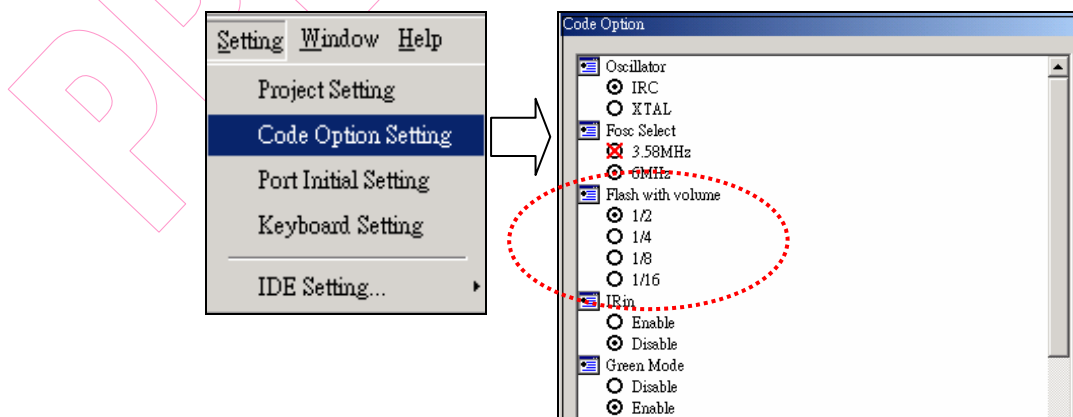 Setting Window Help
Project Setting
Code Option Setting
Port Initial Setting
Keyboard Setting
IDE Setting...
Code Option
Oscillator
IRC
XTAL
Fosc Select
3.58MHz
6MHz
Flash with volume
1/2
1/4
1/8
1/16
IRin
Enable
Disable
Green Mode
Disable
Enable